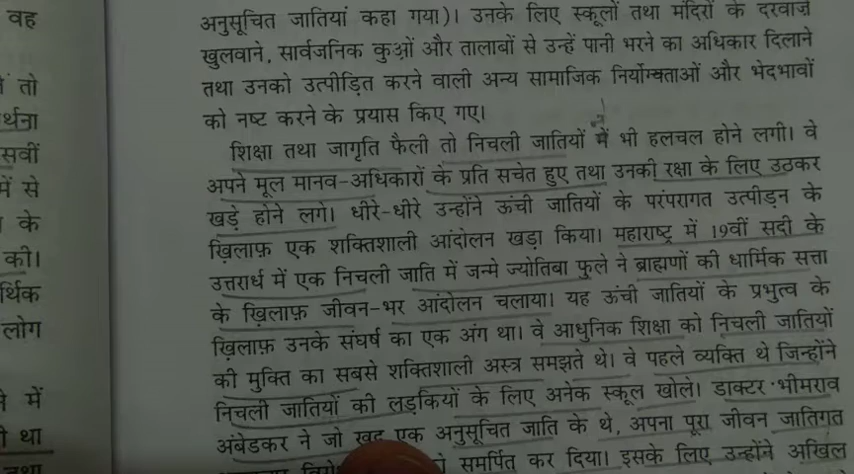 वह
अनुसूचित जातियां कहा गया)। उनके लिए स्कूलों तथा मंदिरों के दरवाजे
खुलवाने, सार्वजनिक कुओं और तालाबों से उन्हें पानी भरने का अधिकार दिलाने
तो
तथा उनको उत्पीड़ित करने वाली अन्य सामाजिक निर्योग्यताओं और भेदभावों
र्थना
को नष्ट करने के प्रयास किए गए।
सवीं
शिक्षा तथा जागृति फैली तो निचली जातियों में भी हलचल होने लगी। वे
में से
अपने मूल मानव-अधिकारों के प्रति सचेत हुए तथा उनकी रक्षा के लिए उठकर
के
खड़े होने लगे। धीरे-धीरे उन्होंने ऊंची जातियों के परंपरागत उत्पीड़न के
की।
ख़िलाफ़ एक शक्तिशाली आंदोलन खड़ा किया। महाराष्ट्र में 19वीं सदी के
र्थिक
उत्तरार्ध में एक निचली जाति में जन्मे ज्योतिबा फुले ने ब्राह्मणों की धार्मिक सत्ता
लोग
के ख़िलाफ़ जीवन-भर आंदोलन चलाया। यह ऊंची जातियों के प्रभुत्व के
ख़िलाफ़ उनके संघर्ष का एक अंग था। वे आधुनिक शिक्षा को निचली जातियों
की मुक्ति का सबसे शक्तिशाली अस्त्र समझते थे। वे पहले व्यक्ति थे जिन्होंने
में
निचली जातियों की लड़कियों के लिए अनेक स्कूल खोले। डाक्टर भीमराव
था
अंबेडकर ने जो खुद एक अनुसूचित जाति के थे, अपना पूरा जीवन जातिगत
तथा
समर्पित कर दिया। इसके लिए उन्होंने अखिल